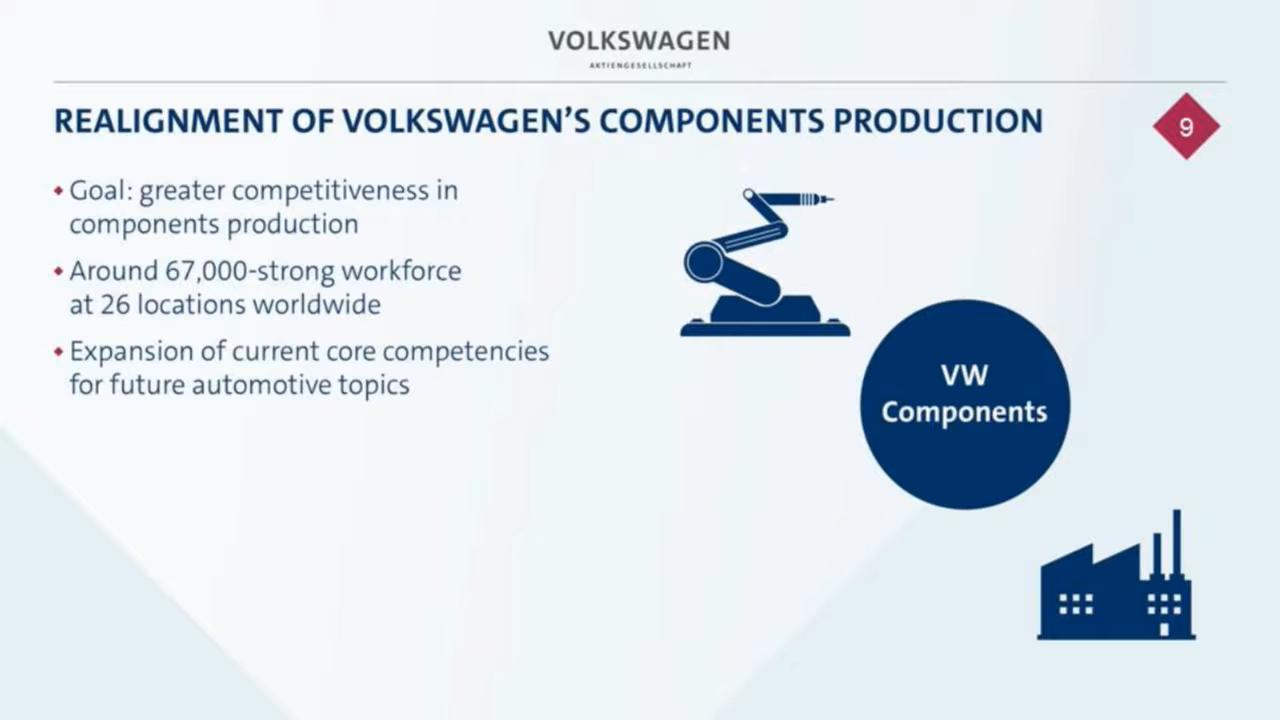 VOLKSWAGEN
AKTIENGESELLSCHAFT
REALIGNMENT OF VOLKSWAGEN’S COMPONENTS PRODUCTION
9
Goal: greater competitiveness in
components production
Around 67,000-strong workforce
at 26 locations worldwide
Expansion of current core competencies
for future automotive topics
VW
Components